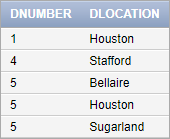 DNUMBER DLOCATION
1 Houston
4 Stafford
5 Bellaire
5 Houston
5 Sugarland